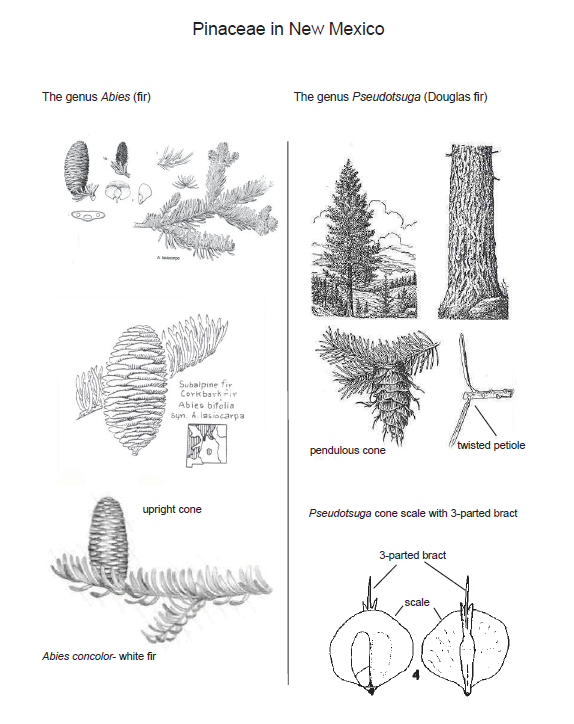 Pinaceae in New Mexico
The genus Abies (fir)
A. lasiocarpa
Subalpine fir
Corkbark fir
Abies bifolia
syn. A. lasiocarpa
upright cone
Abies concolor- white fir
The genus Pseudotsuga (Douglas fir)
pendulous cone
twisted petiole
Pseudotsuga cone scale with 3-parted bract
3-parted bract
scale
4